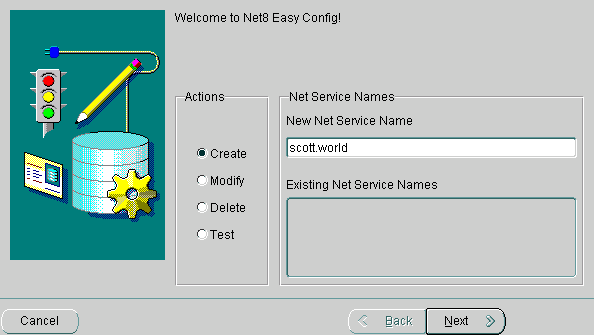 Welcome to Net8 Easy Config!
Actions
Create
Modify
Delete
Test
Net Service Names
New Net Service Name
scott.world
Existing Net Service Names
Cancel
Back
Next